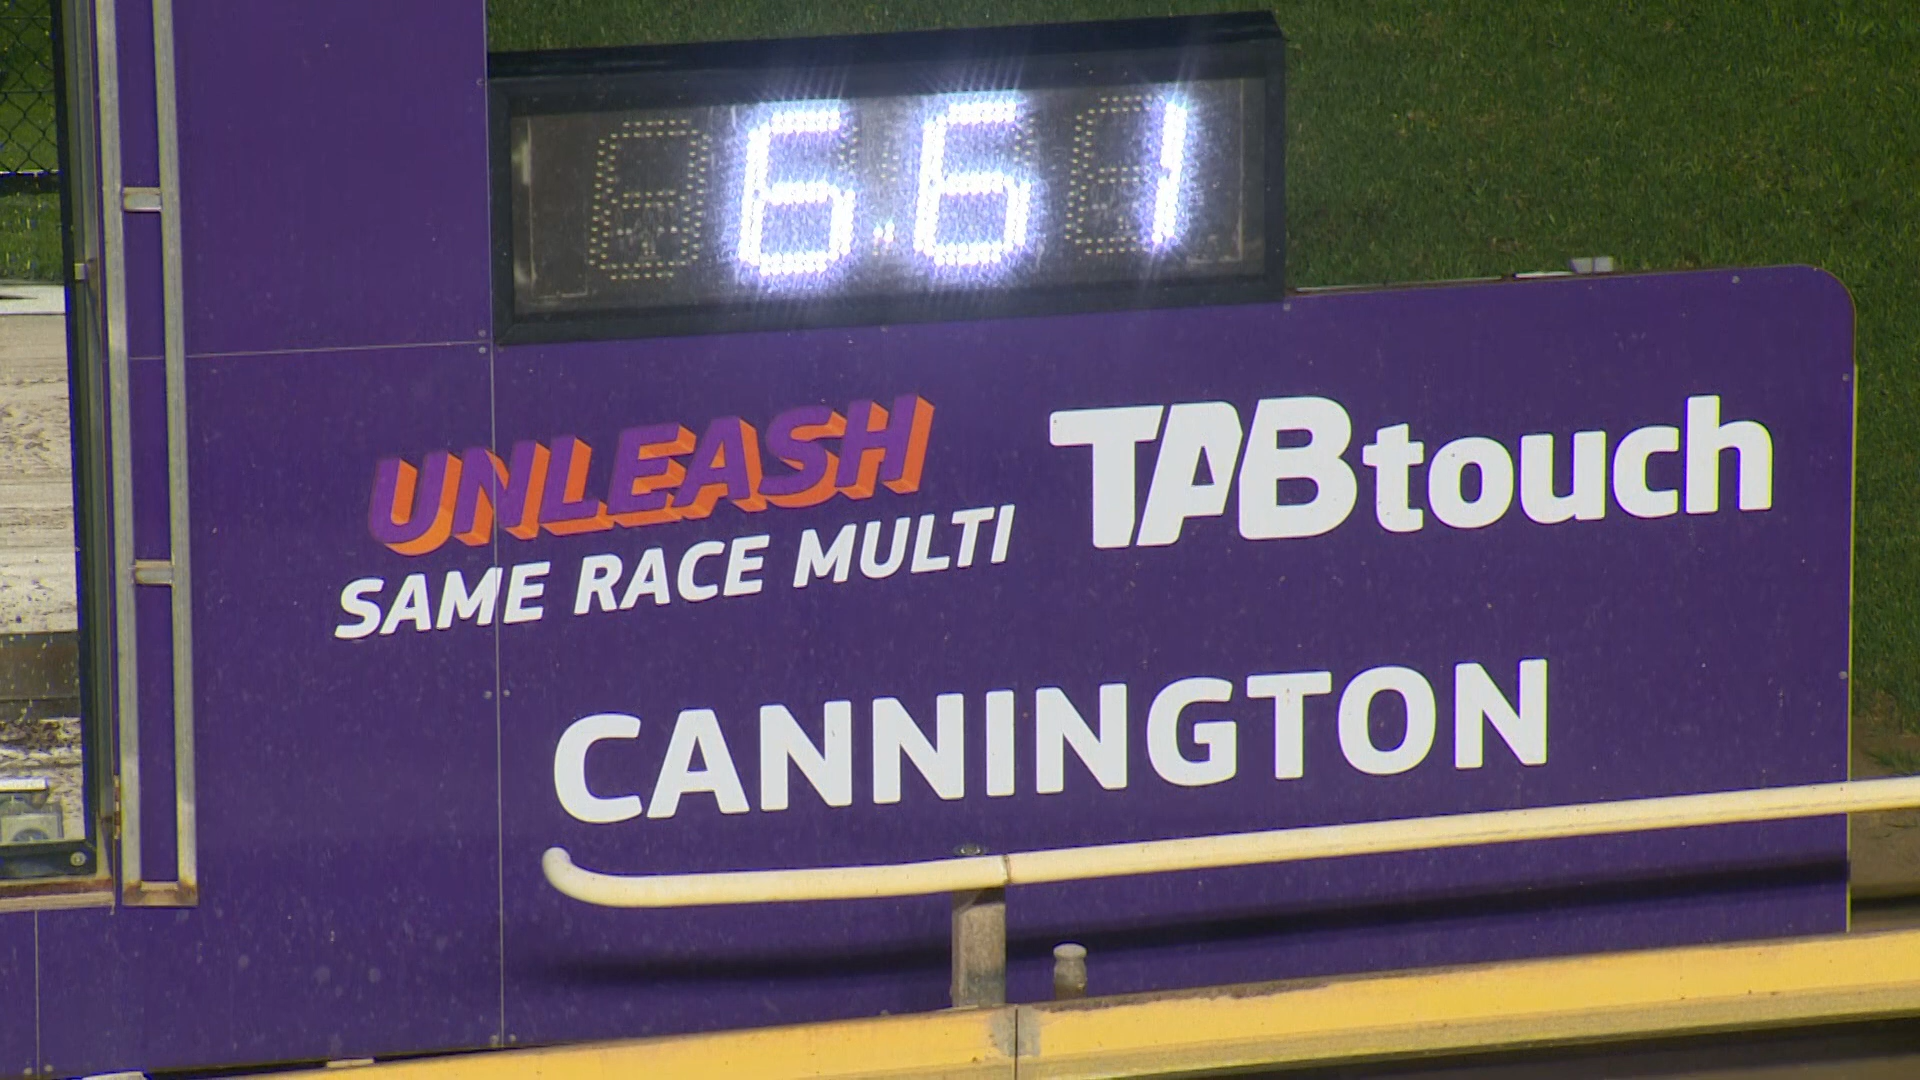 6.61
UNLEASH
SAME RACE MULTI
TABtouch
CANNINGTON